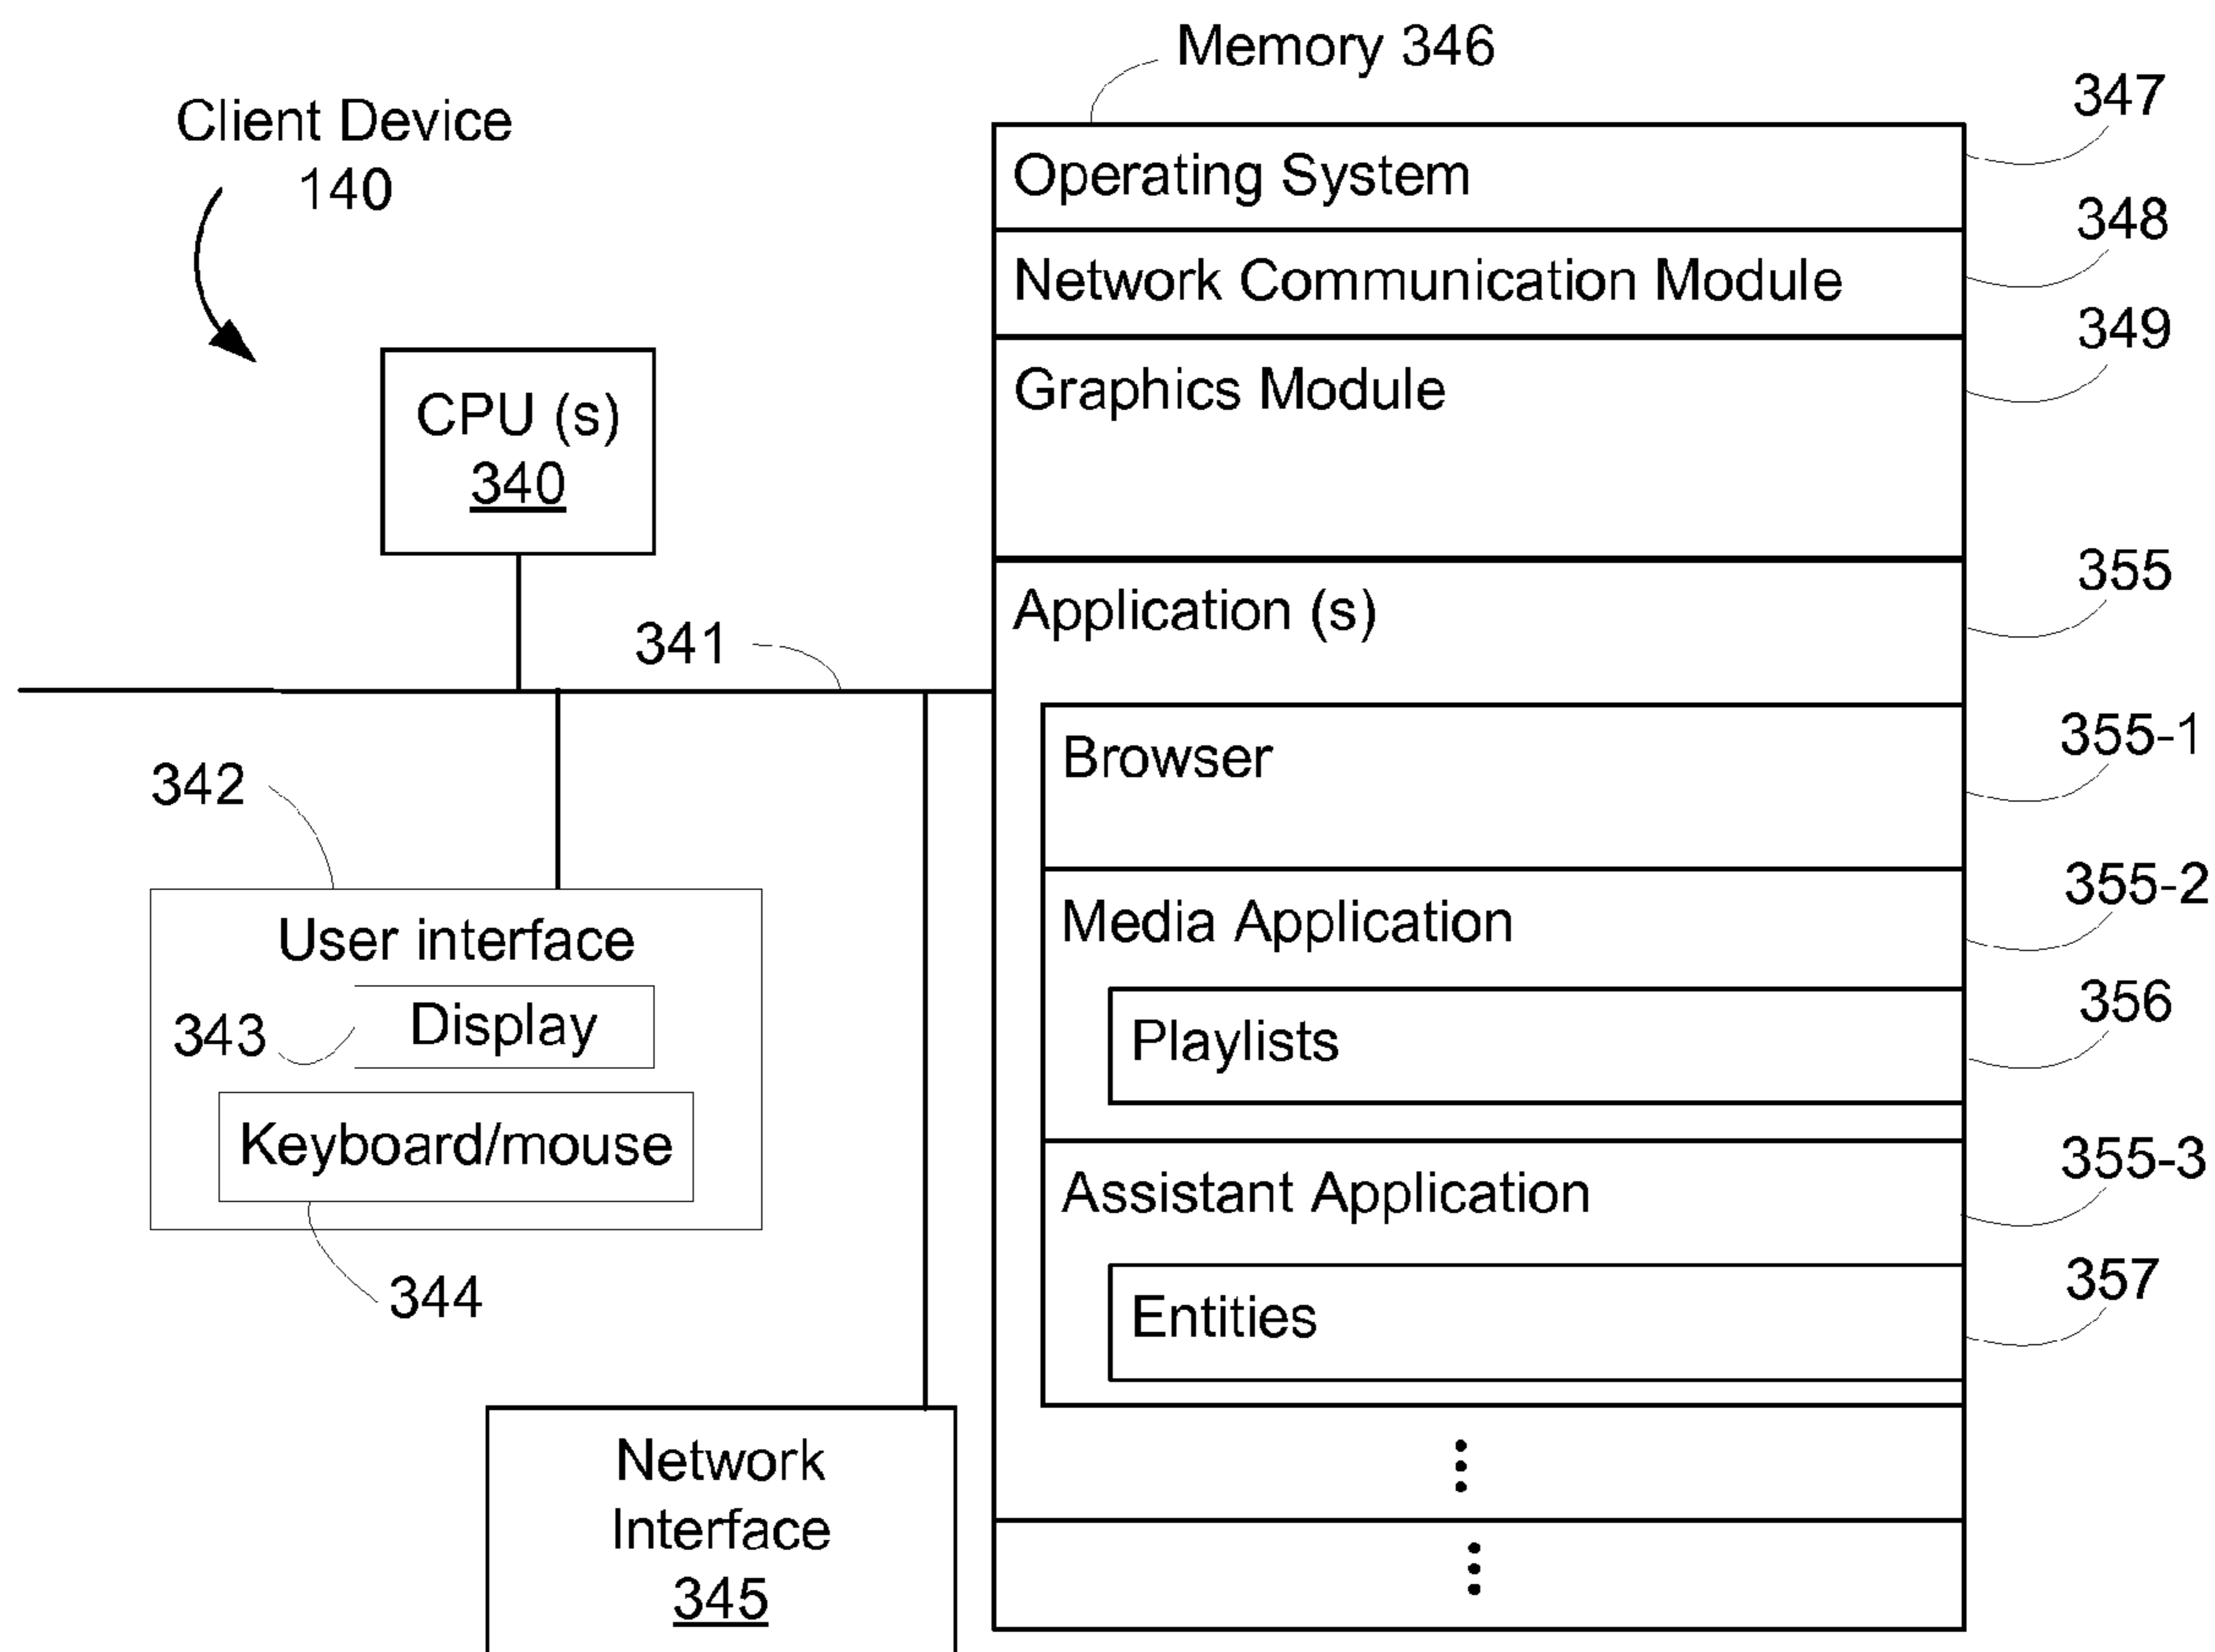 Memory 346
Client Device
140
347
Operating System
348
Network Communication Module
349
Graphics Module
CPU (s)
340
355
Application (s)
341
355-1
Browser
342
355-2
Media Application
User interface
356
343
Display
Playlists
Keyboard/mouse
355-3
Assistant Application
344
357
Entities
Network
Interface
345